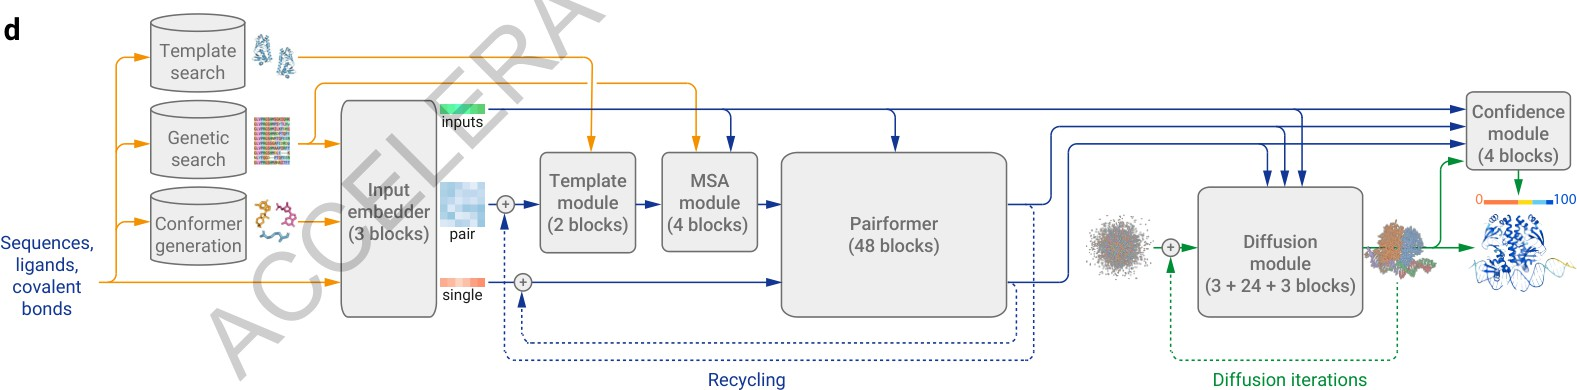 d
Template
search
Genetic
search
Conformer
generation
Sequences,
ligands,
covalent
bonds
Input
embedder
(3 blocks)
inputs
pair
single
Template
module
(2 blocks)
MSA
module
(4 blocks)
Pairformer
(48 blocks)
Recycling
Diffusion
module
(3 + 24 + 3 blocks)
Diffusion iterations
Confidence
module
(4 blocks)
0
100
ACCELERA